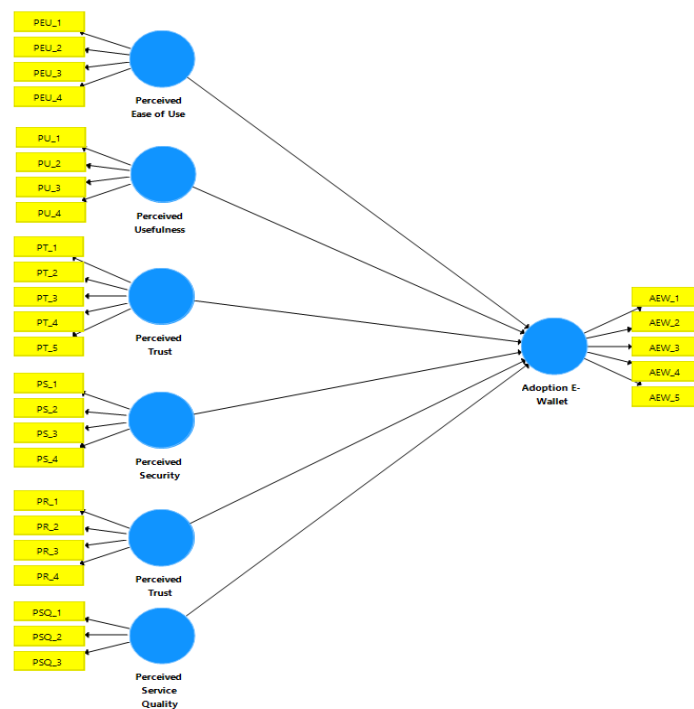 PEU_1
PEU_2
PEU_3
PEU_4
Perceived
Ease of Use
PU_1
PU_2
PU_3
PU_4
Perceived
Usefulness
PT_1
PT_2
PT_3
PT_4
PT_5
Perceived
Trust
PS_1
PS_2
PS_3
PS_4
Perceived
Security
PR_1
PR_2
PR_3
PR_4
Perceived
Trust
PSQ_1
PSQ_2
PSQ_3
Perceived
Service
Quality
Adoption E-
Wallet
AEW_1
AEW_2
AEW_3
AEW_4
AEW_5